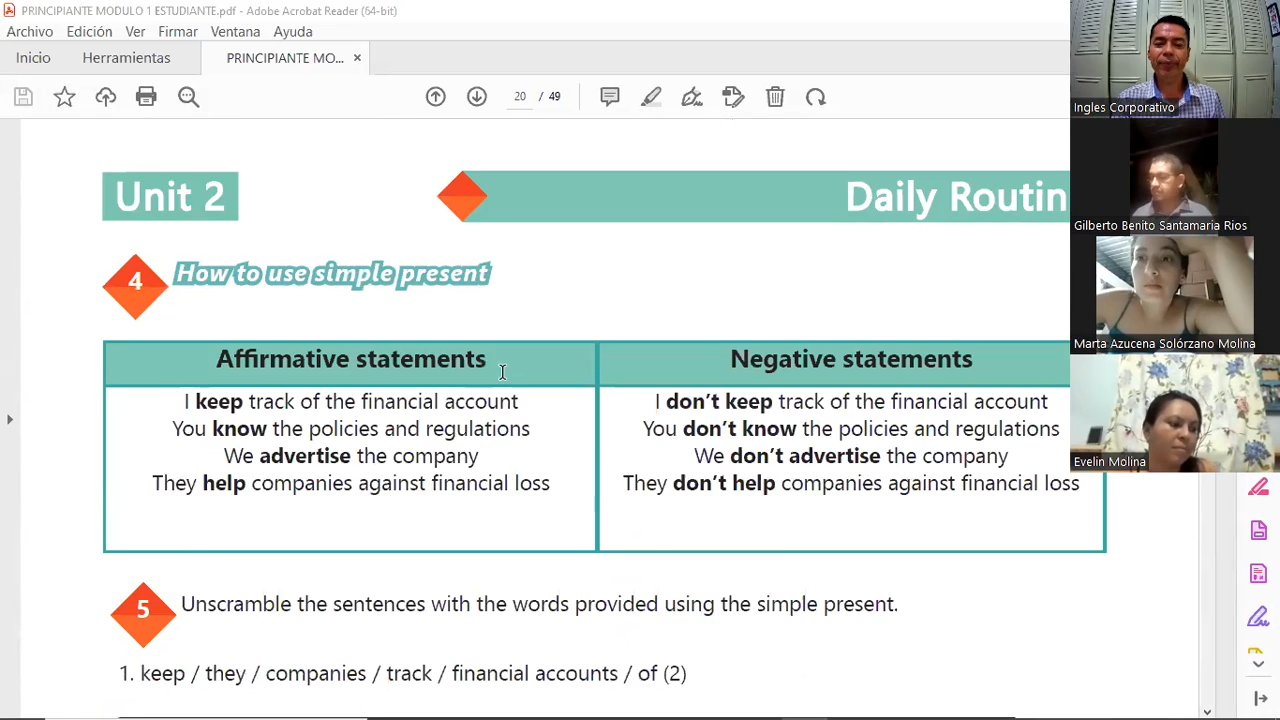 PRINCIPIANTE MODULO 1 ESTUDIANTE.pdf - Adobe Acrobat Reader (64-bit)
Archivo Edición Ver Firmar Ventana Ayuda
Inicio Herramientas PRINCIPIANTE MO... ×
20 / 49
Ingles Corporativo
Gilberto Benito Santamaria Rios
Marta Azucena Solórzano Molina
Evelin Molina
Unit 2
Daily Routin
4 How to use simple present
Affirmative statements Negative statements
I keep track of the financial account I don't keep track of the financial account
You know the policies and regulations You don't know the policies and regulations
We advertise the company We don't advertise the company
They help companies against financial loss They don't help companies against financial loss
5 Unscramble the sentences with the words provided using the simple present.
1. keep / they / companies / track / financial accounts / of (2)